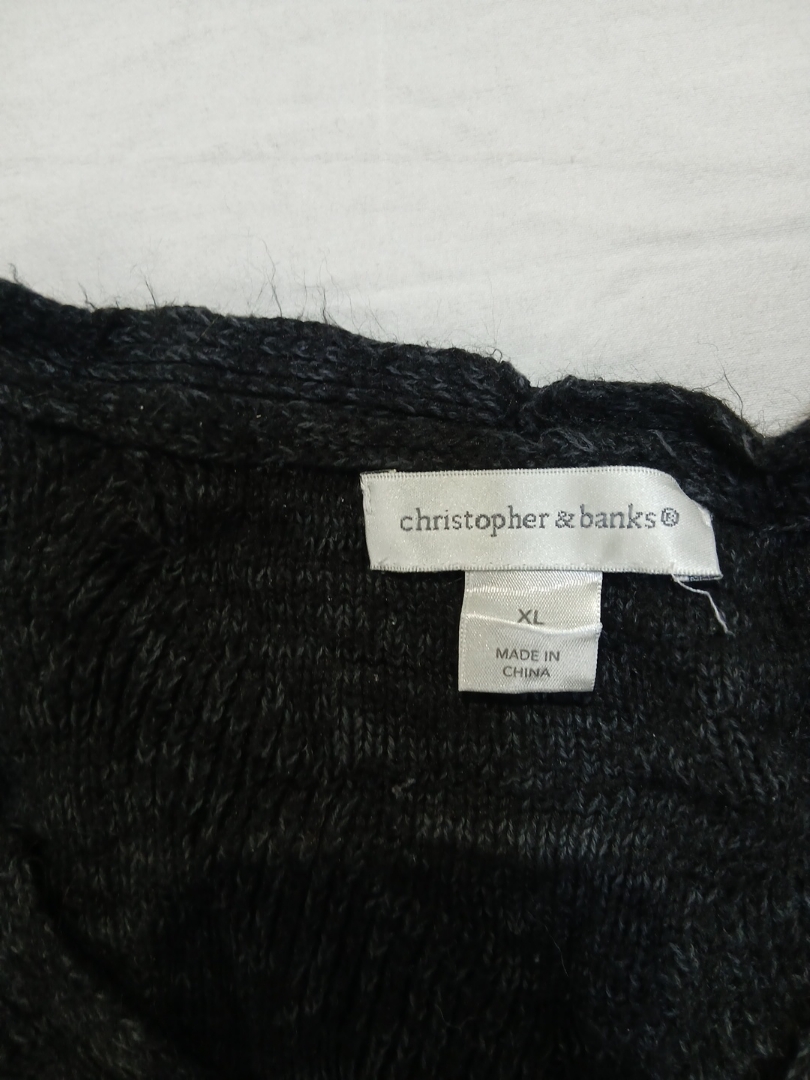 christopher & banks®
XL
MADE IN
CHINA